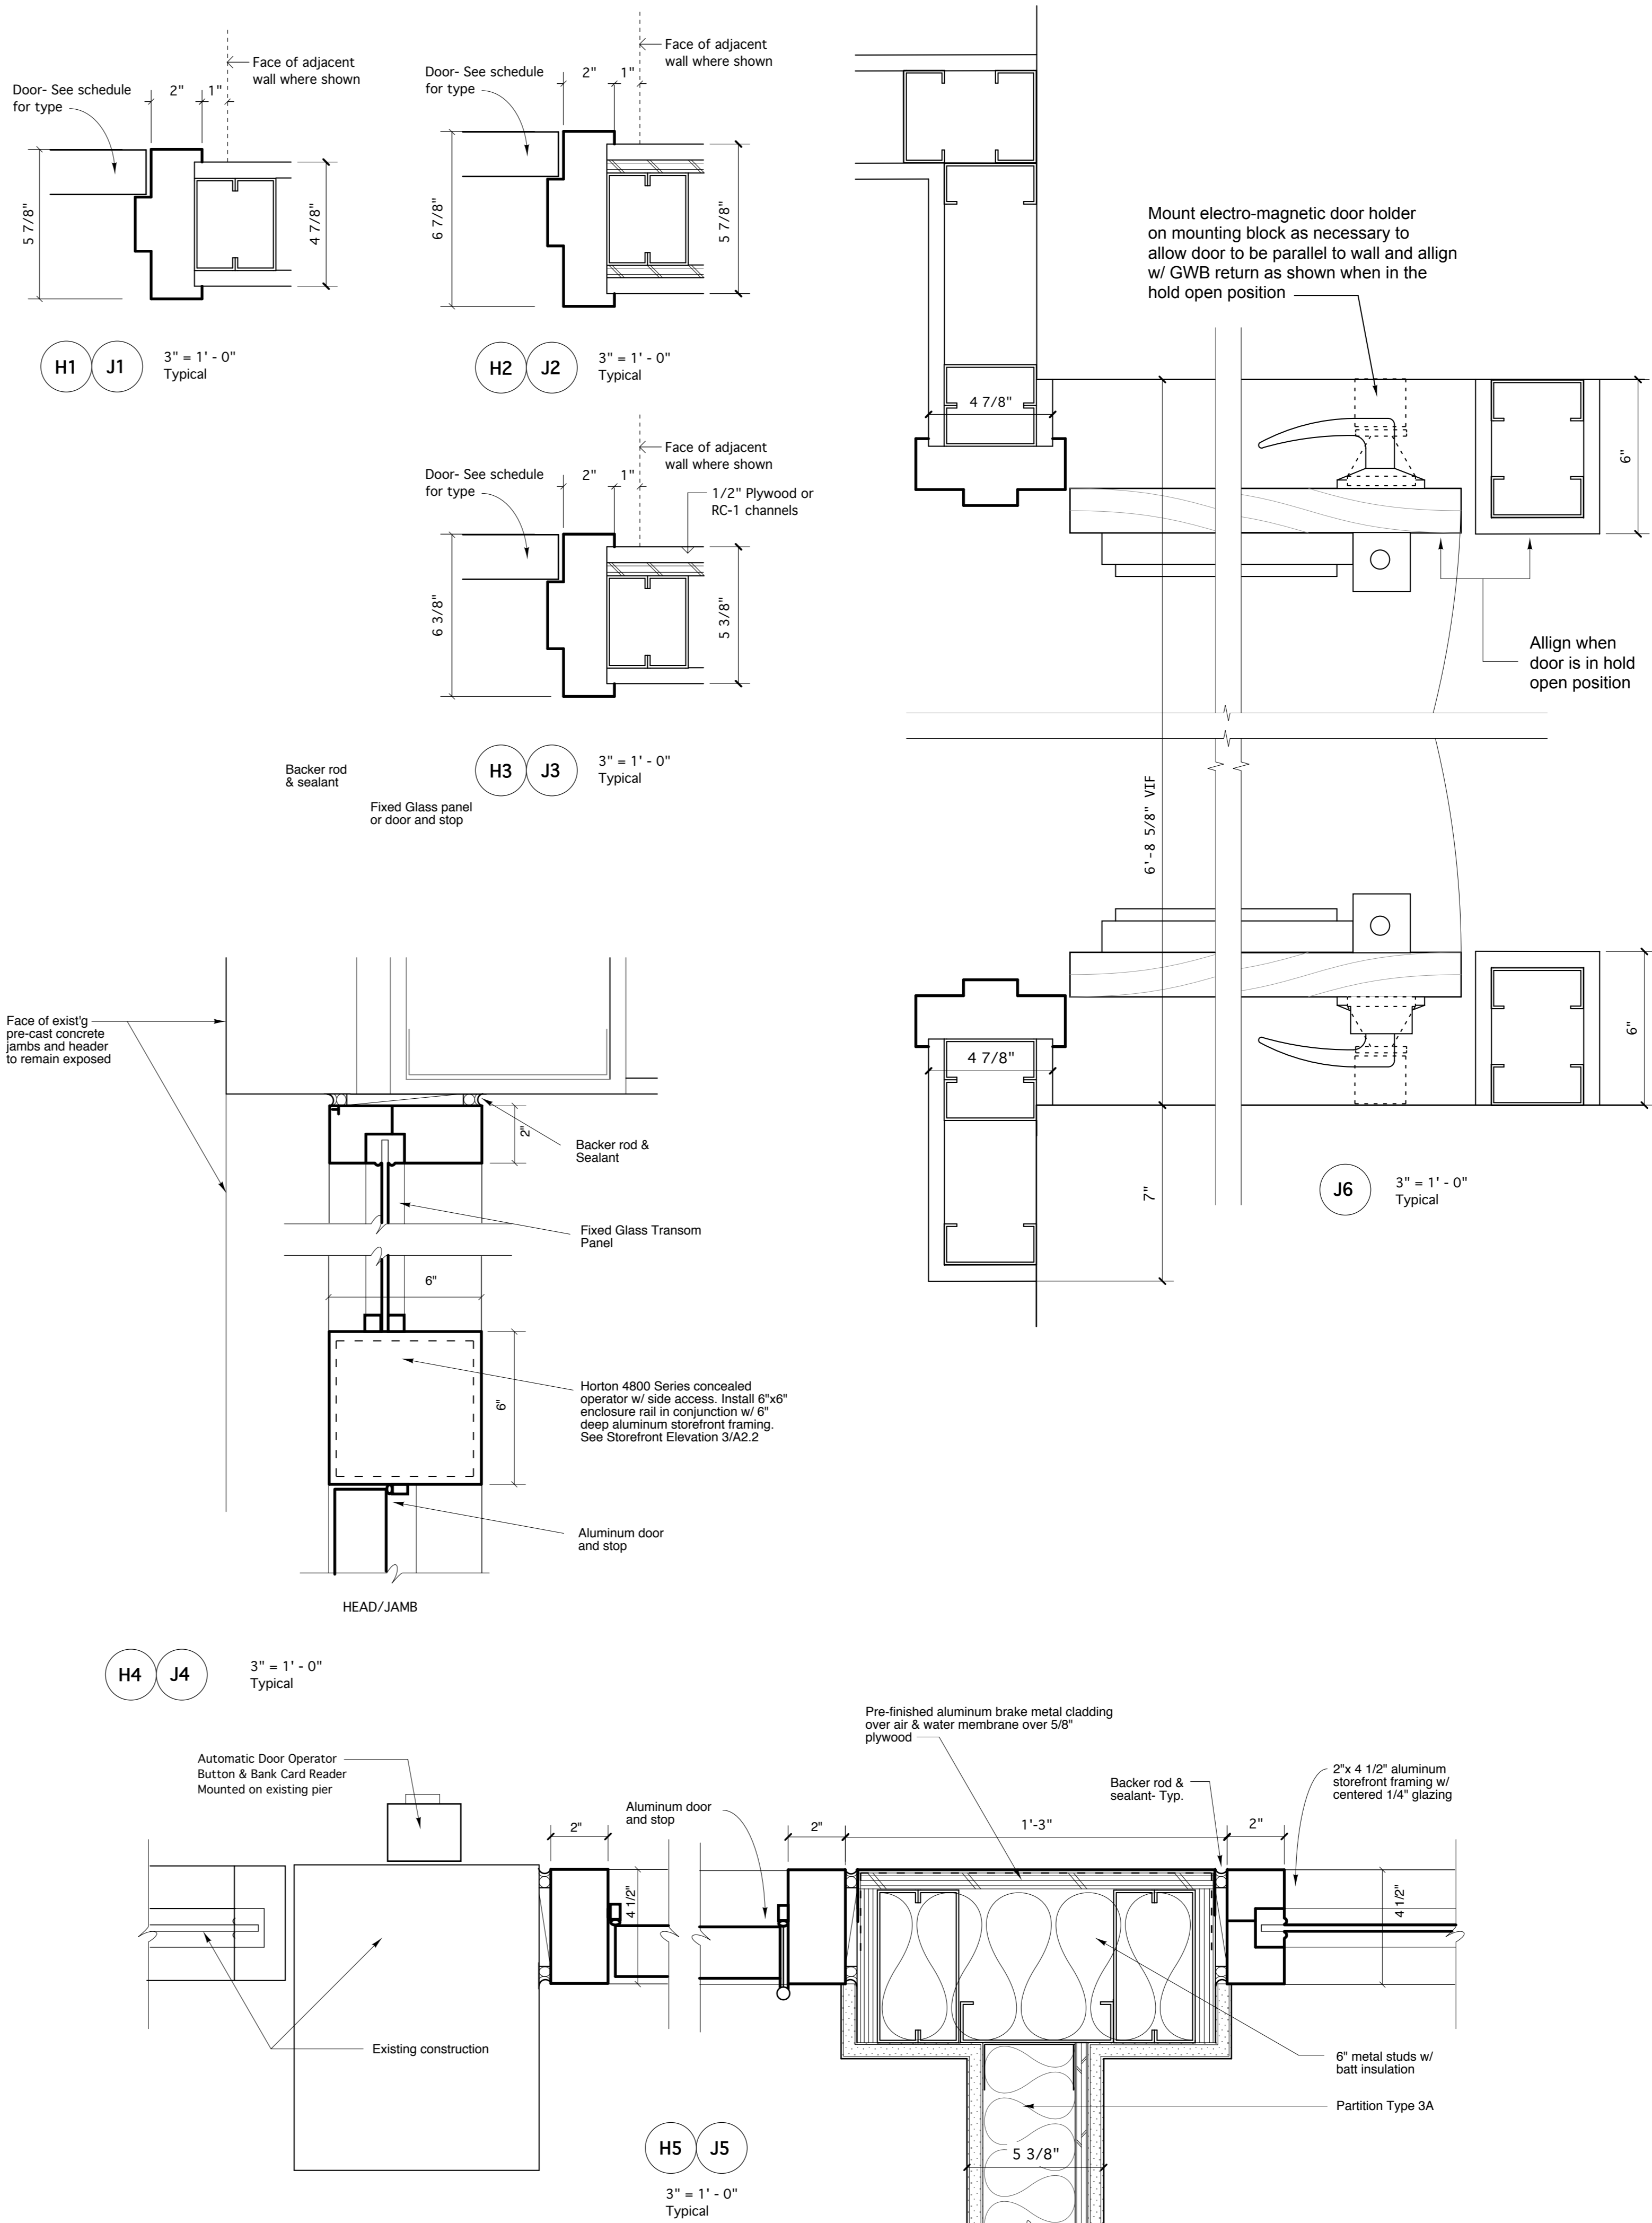 Face of adjacent
wall where shown
Door- See schedule
for type
2"
1"
5 7/8"
4 7/8"
H1
J1
3" = 1' - 0"
Typical
Face of adjacent
wall where shown
Door- See schedule
for type
2"
1"
6 7/8"
5 7/8"
H2
J2
3" = 1' - 0"
Typical
Face of adjacent
wall where shown
Door- See schedule
for type
2"
1"
1/2" Plywood or
RC-1 channels
6 3/8"
5 3/8"
H3
J3
3" = 1' - 0"
Typical
Backer rod
& sealant
Fixed Glass panel
or door and stop
Mount electro-magnetic door holder
on mounting block as necessary to
allow door to be parallel to wall and allign
w/ GWB return as shown when in the
hold open position
4 7/8"
6"
Allign when
door is in hold
open position
6'-8 5/8" VIF
4 7/8"
6"
7"
J6
3" = 1' - 0"
Typical
Face of exist'g
pre-cast concrete
jambs and header
to remain exposed
2"
Backer rod &
Sealant
Fixed Glass Transom
Panel
6"
6"
Horton 4800 Series concealed
operator w/ side access. Install 6"x6"
enclosure rail in conjunction w/ 6"
deep aluminum storefront framing.
See Storefront Elevation 3/A2.2
Aluminum door
and stop
HEAD/JAMB
H4
J4
3" = 1' - 0"
Typical
Automatic Door Operator
Button & Bank Card Reader
Mounted on existing pier
2"
Aluminum door
and stop
4 1/2"
2"
Pre-finished aluminum brake metal cladding
over air & water membrane over 5/8"
plywood
1'-3"
Backer rod &
sealant- Typ.
2"
2"x 4 1/2" aluminum
storefront framing w/
centered 1/4" glazing
4 1/2"
Existing construction
6" metal studs w/
batt insulation
Partition Type 3A
5 3/8"
H5
J5
3" = 1' - 0"
Typical